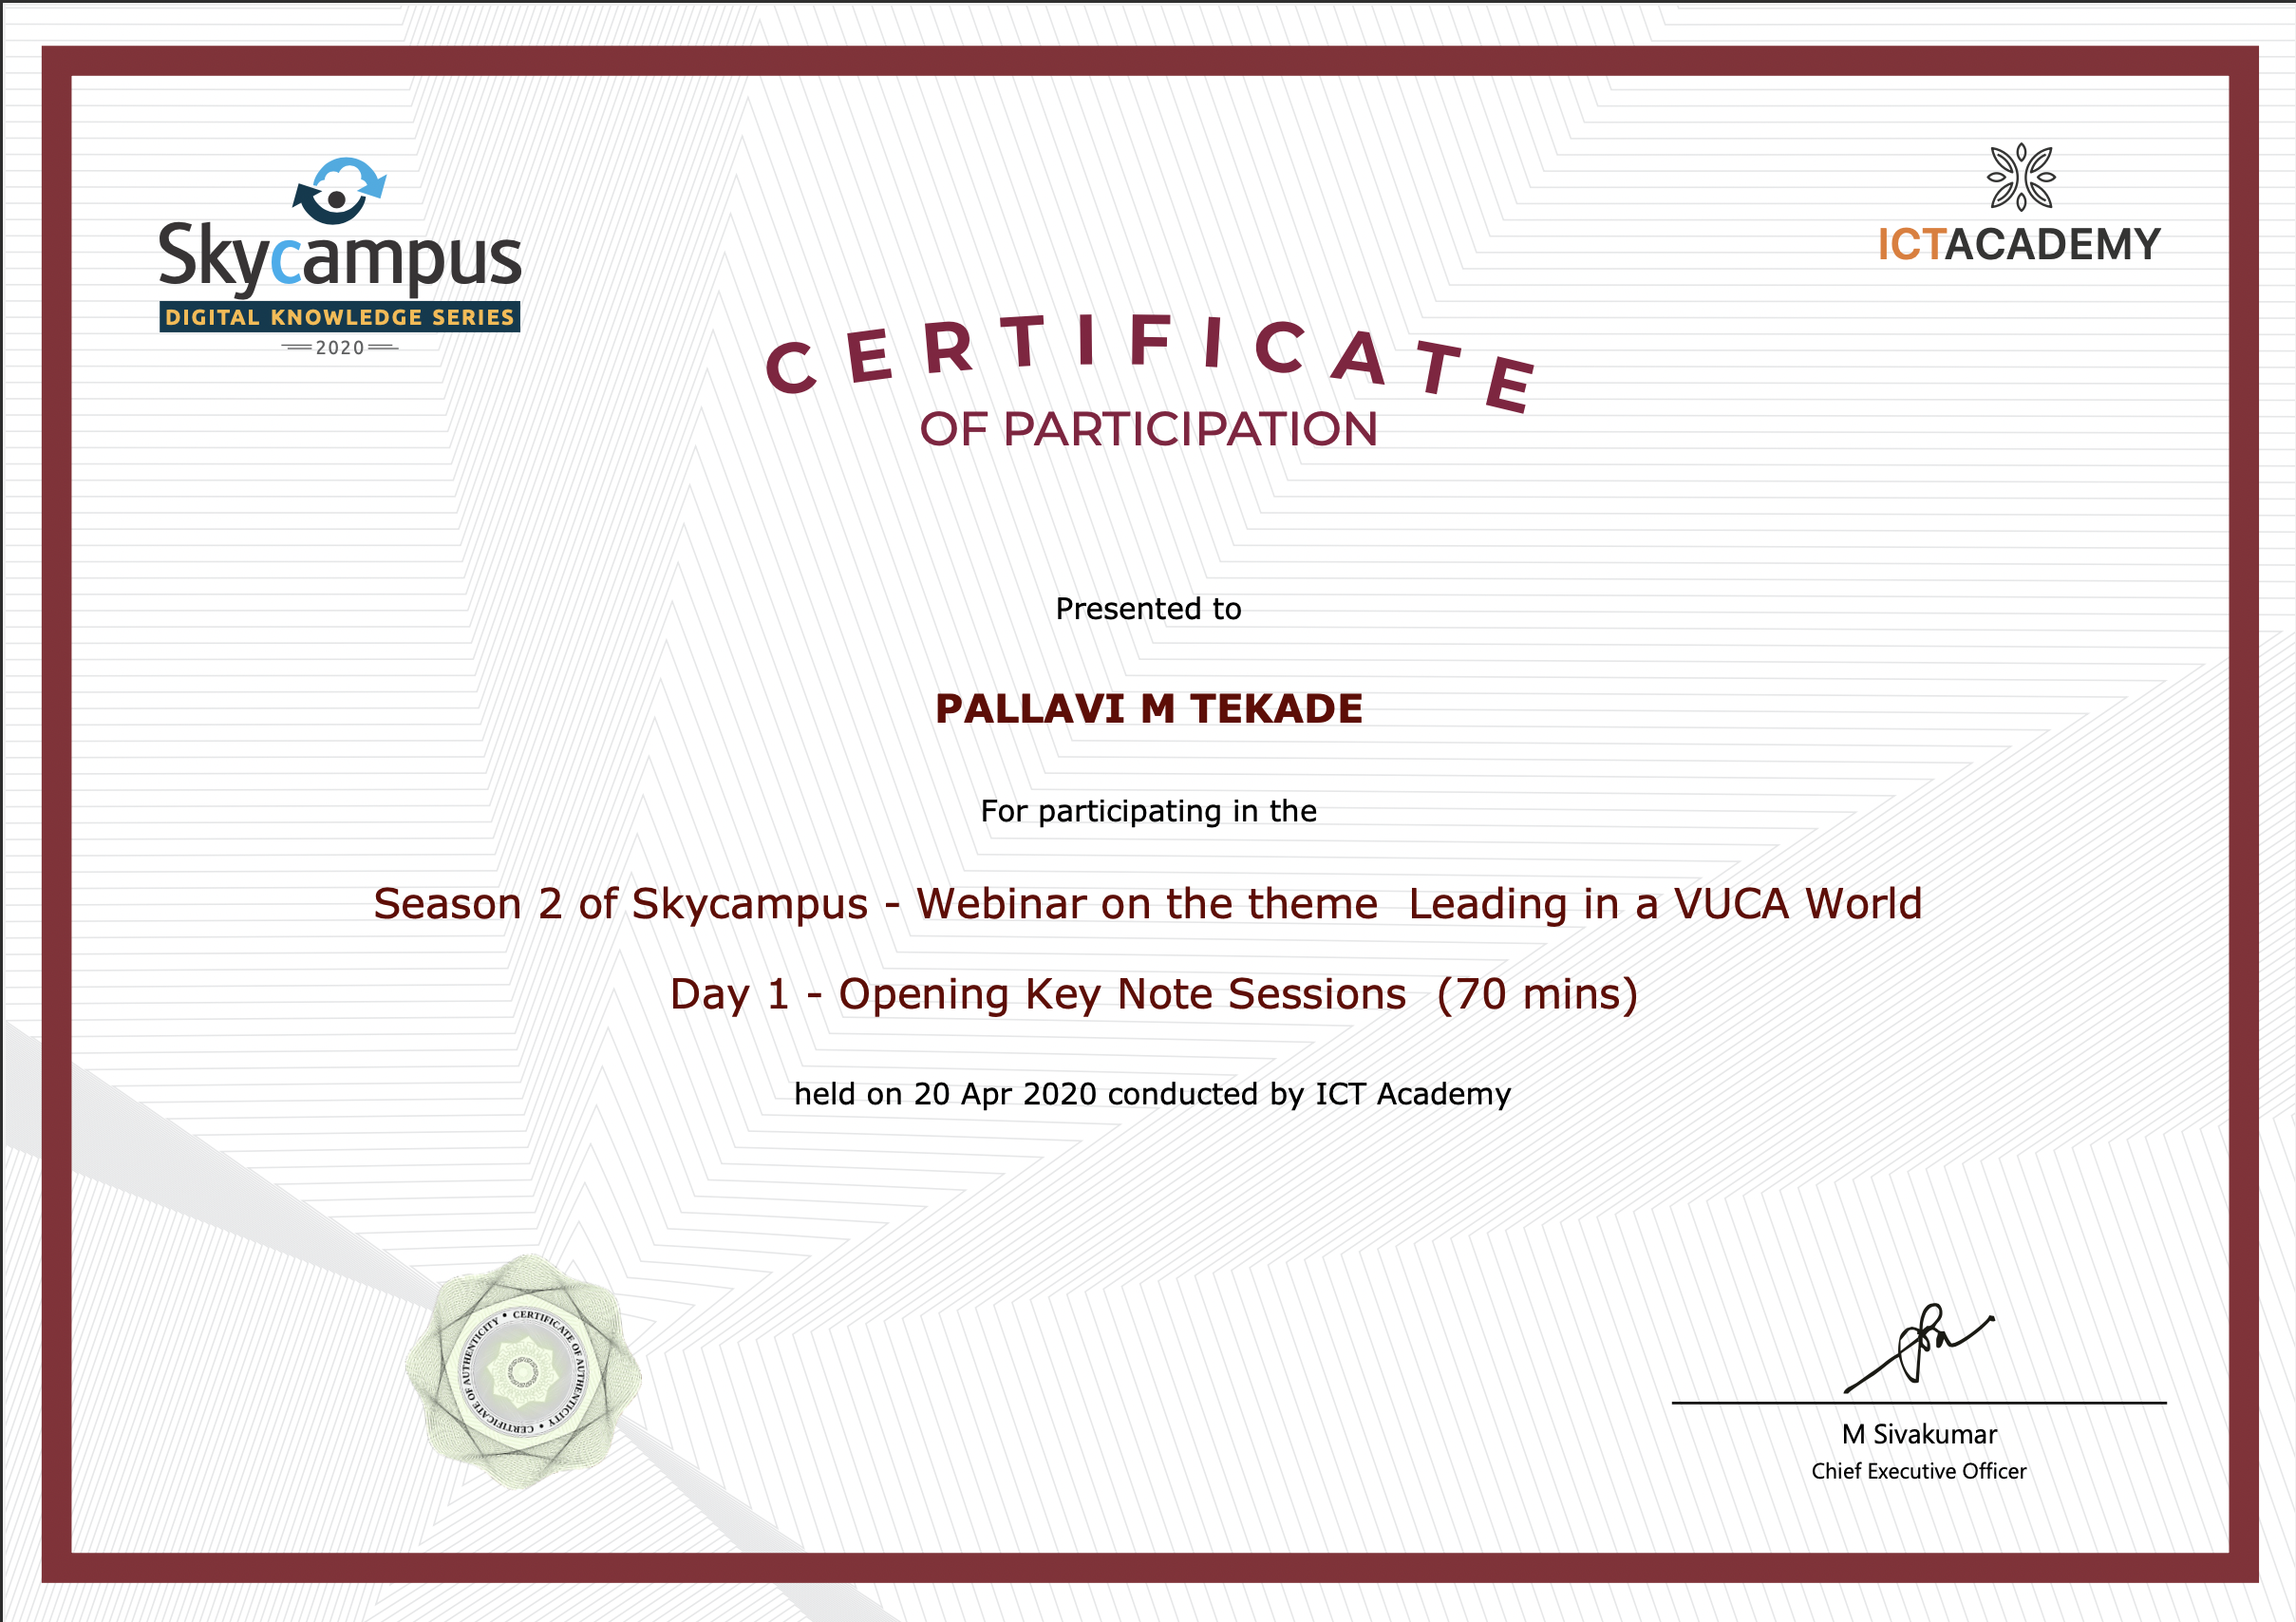 Skycampus
DIGITAL KNOWLEDGE SERIES
2020
ICTACADEMY
CERTIFICATE
OF PARTICIPATION
Presented to
PALLAVI M TEKADE
For participating in the
Season 2 of Skycampus - Webinar on the theme  Leading in a VUCA World
Day 1 - Opening Key Note Sessions  (70 mins)
held on 20 Apr 2020 conducted by ICT Academy
CERTIFICATE OF AUTHENTICITY • CERTIFICATE OF AUTHENTICITY •
M Sivakumar
Chief Executive Officer